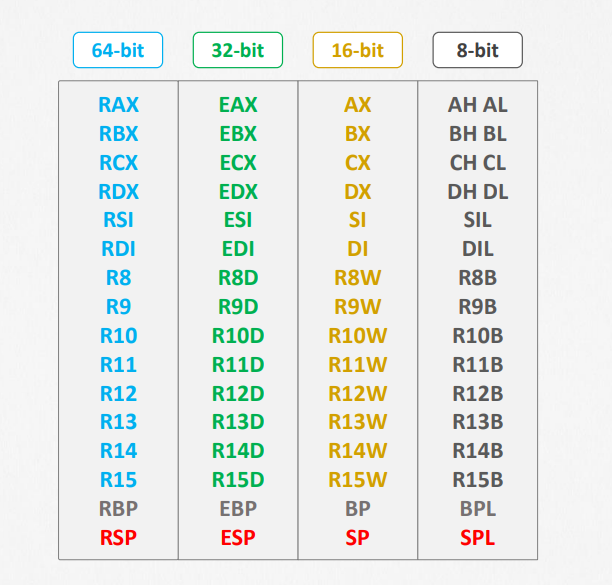 64-bit 32-bit 16-bit 8-bit
RAX EAX AX AH AL
RBX EBX BX BH BL
RCX ECX CX CH CL
RDX EDX DX DH DL
RSI ESI SI SIL
RDI EDI DI DIL
R8 R8D R8W R8B
R9 R9D R9W R9B
R10 R10D R10W R10B
R11 R11D R11W R11B
R12 R12D R12W R12B
R13 R13D R13W R13B
R14 R14D R14W R14B
R15 R15D R15W R15B
RBP EBP BP BPL
RSP ESP SP SPL